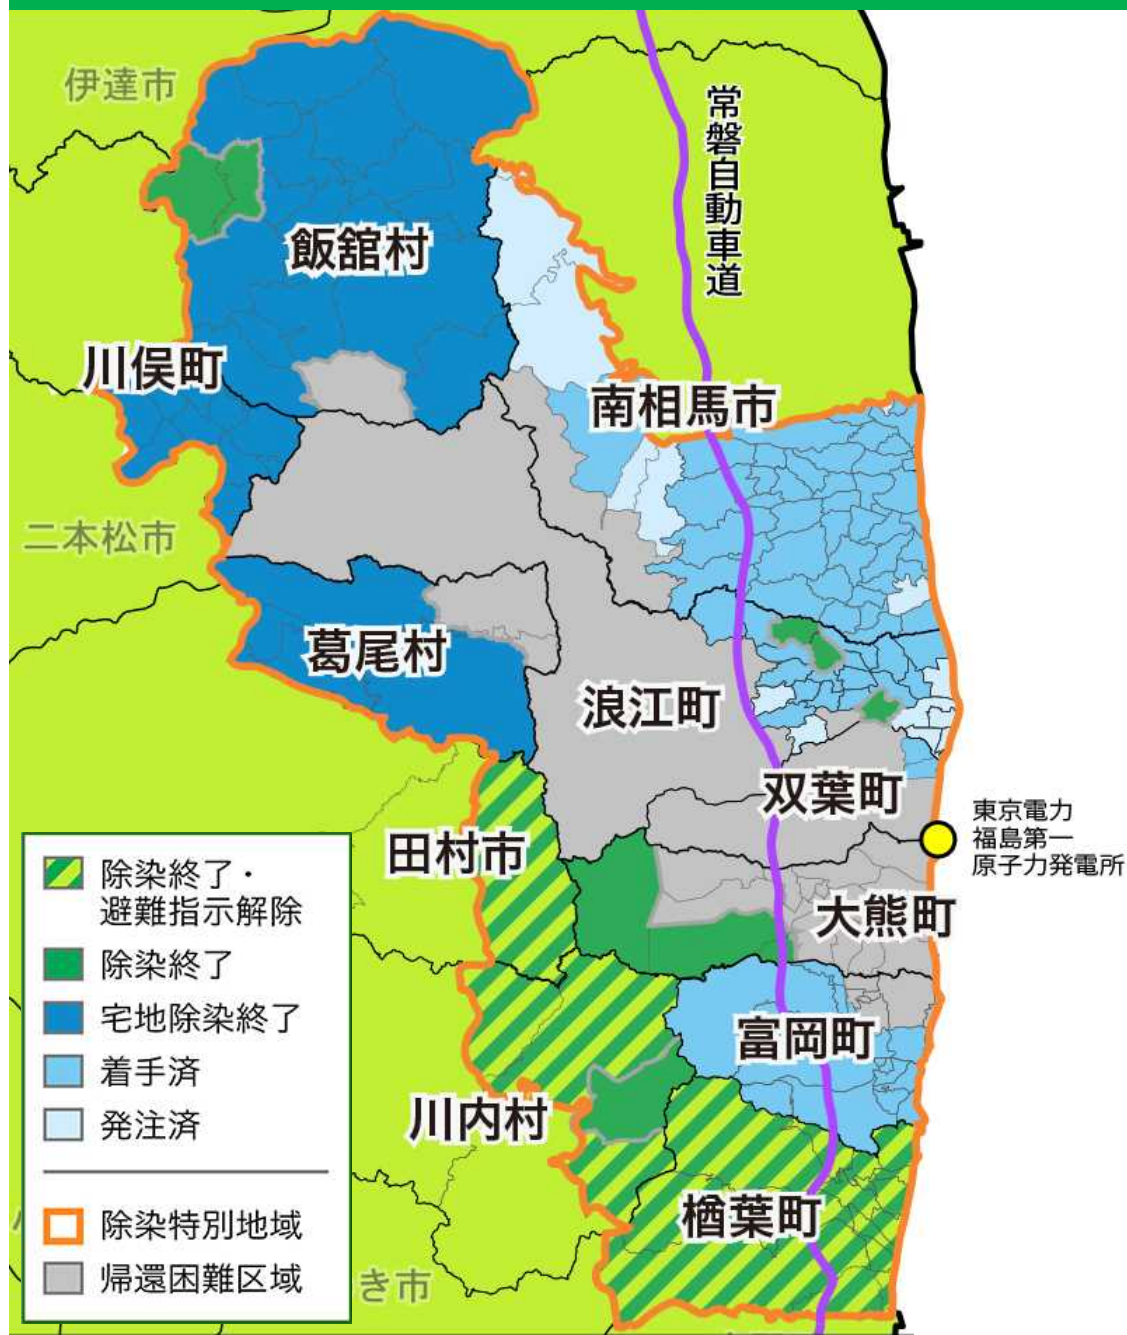 伊達市
常磐自動車道
飯舘村
川俣町
南相馬市
二本松市
葛尾村
浪江町
双葉町
東京電力
福島第一
原子力発電所
田村市
大熊町
富岡町
川内村
楢葉町
除染終了・
避難指示解除
除染終了
宅地除染終了
着手済
発注済
除染特別地域
帰還困難区域
き市